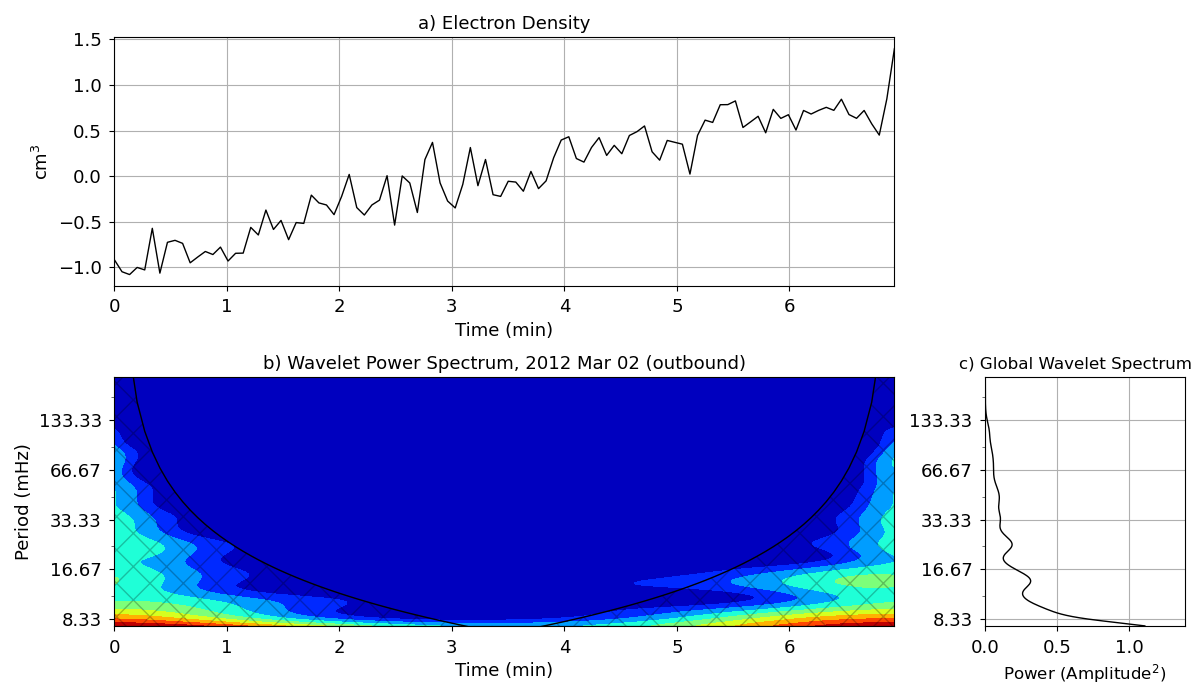 a) Electron Density
1.5
1.0
0.5
0.0
−0.5
−1.0
cm³
0 1 2 3 4 5 6
Time (min)
b) Wavelet Power Spectrum, 2012 Mar 02 (outbound)
133.33
66.67
33.33
16.67
8.33
Period (mHz)
0 1 2 3 4 5 6
Time (min)
c) Global Wavelet Spectrum
133.33
66.67
33.33
16.67
8.33
0.0 0.5 1.0
Power (Amplitude²)